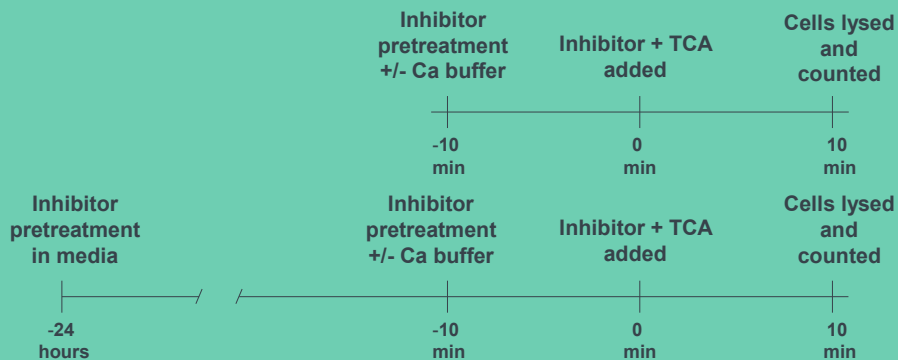 Inhibitor
pretreatment
+/- Ca buffer
Inhibitor + TCA
added
Cells lysed
and
counted
-10
min
0
min
10
min
Inhibitor
pretreatment
in media
Inhibitor
pretreatment
+/- Ca buffer
Inhibitor + TCA
added
Cells lysed
and
counted
-24
hours
-10
min
0
min
10
min